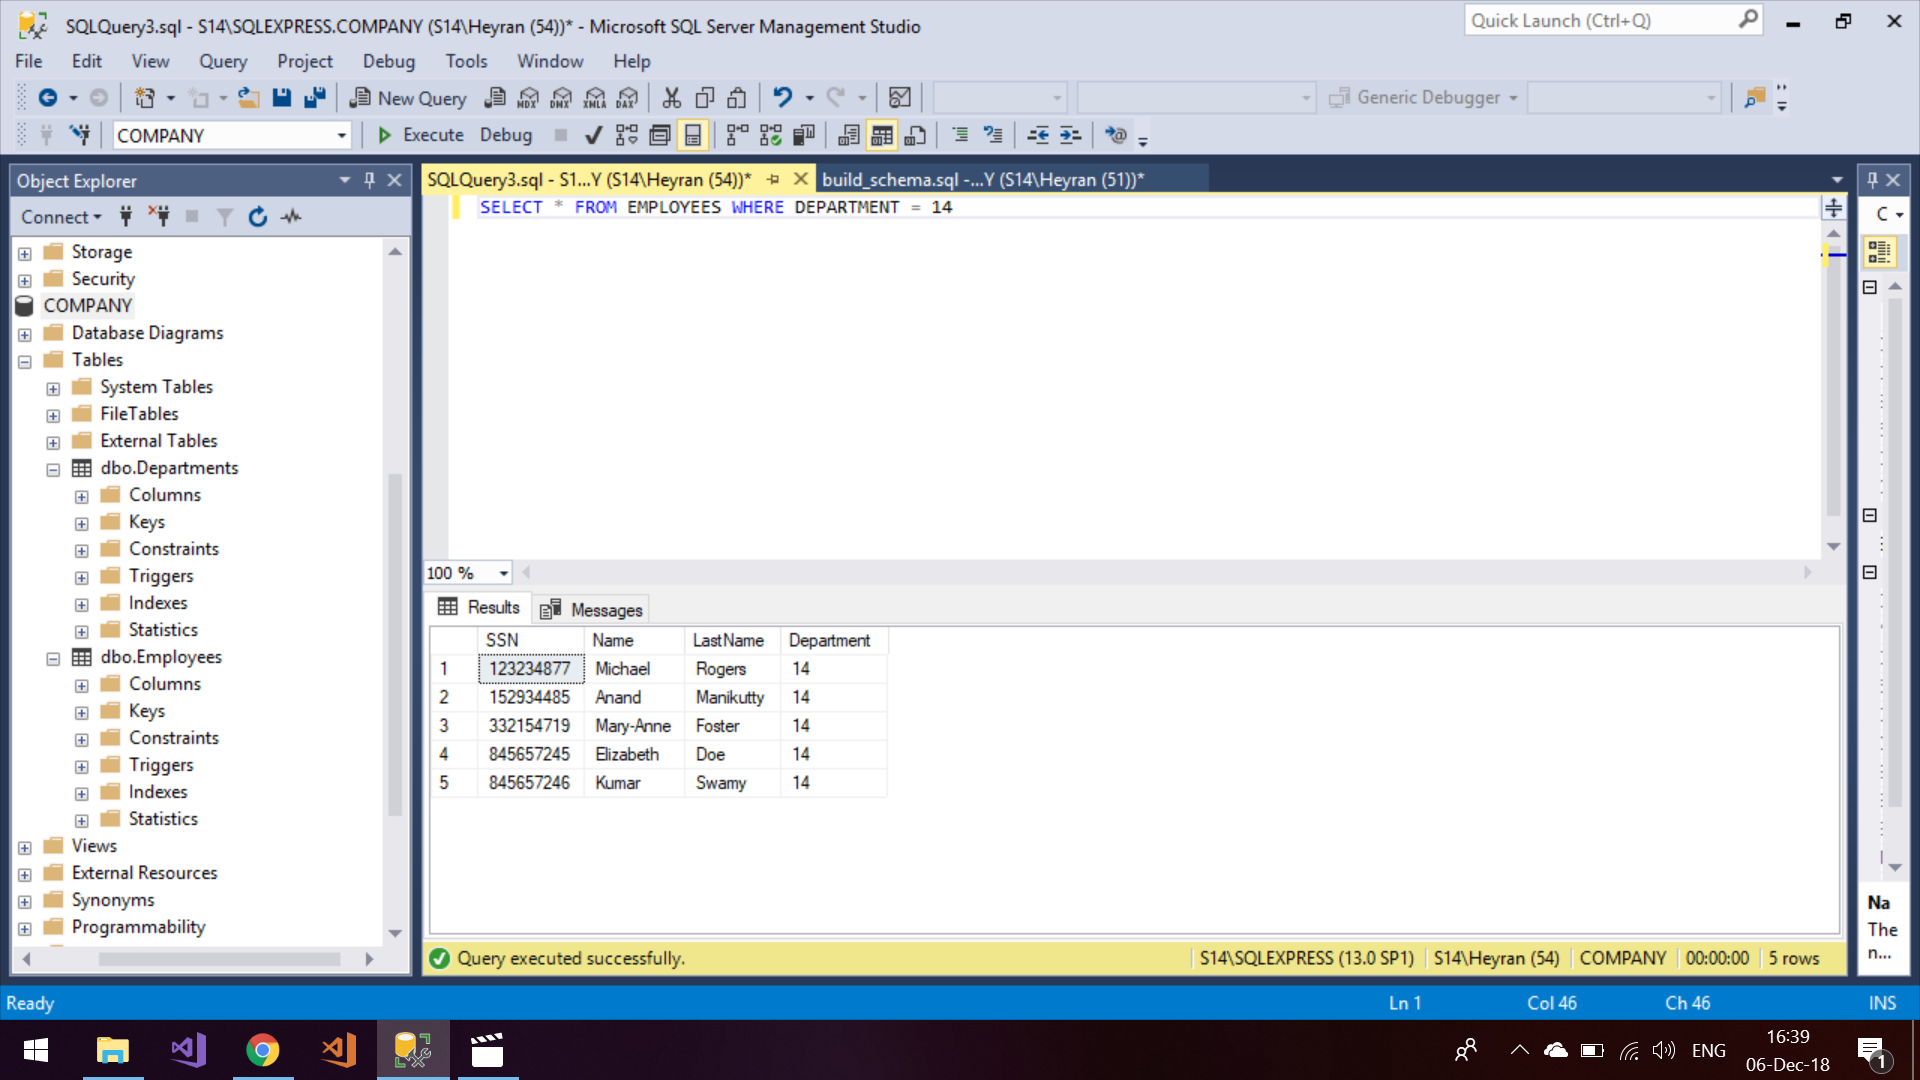 SQLQuery3.sql - S14\SQLEXPRESS.COMPANY (S14\Heyran (54))* - Microsoft SQL Server Management Studio
Quick Launch (Ctrl+Q)
File Edit View Query Project Debug Tools Window Help
New Query MDX DMX XMLA DAX Generic Debugger
COMPANY Execute Debug
Object Explorer
SQLQuery3.sql - S1...Y (S14\Heyran (54))* build_schema.sql -...Y (S14\Heyran (51))*
Connect
SELECT * FROM EMPLOYEES WHERE DEPARTMENT = 14
C
Storage
Security
COMPANY
Database Diagrams
Tables
System Tables
FileTables
External Tables
dbo.Departments
Columns
Keys
Constraints
Triggers
Indexes
Statistics
dbo.Employees
Columns
Keys
Constraints
Triggers
Indexes
Statistics
Views
External Resources
Synonyms
Programmability
100 %
Results Messages
SSN Name LastName Department
1 123234877 Michael Rogers 14
2 152934485 Anand Manikutty 14
3 332154719 Mary-Anne Foster 14
4 845657245 Elizabeth Doe 14
5 845657246 Kumar Swamy 14
Na
The
n...
Query executed successfully. S14\SQLEXPRESS (13.0 SP1) S14\Heyran (54) COMPANY 00:00:00 5 rows
Ready Ln 1 Col 46 Ch 46 INS
ENG
16:39
06-Dec-18
1